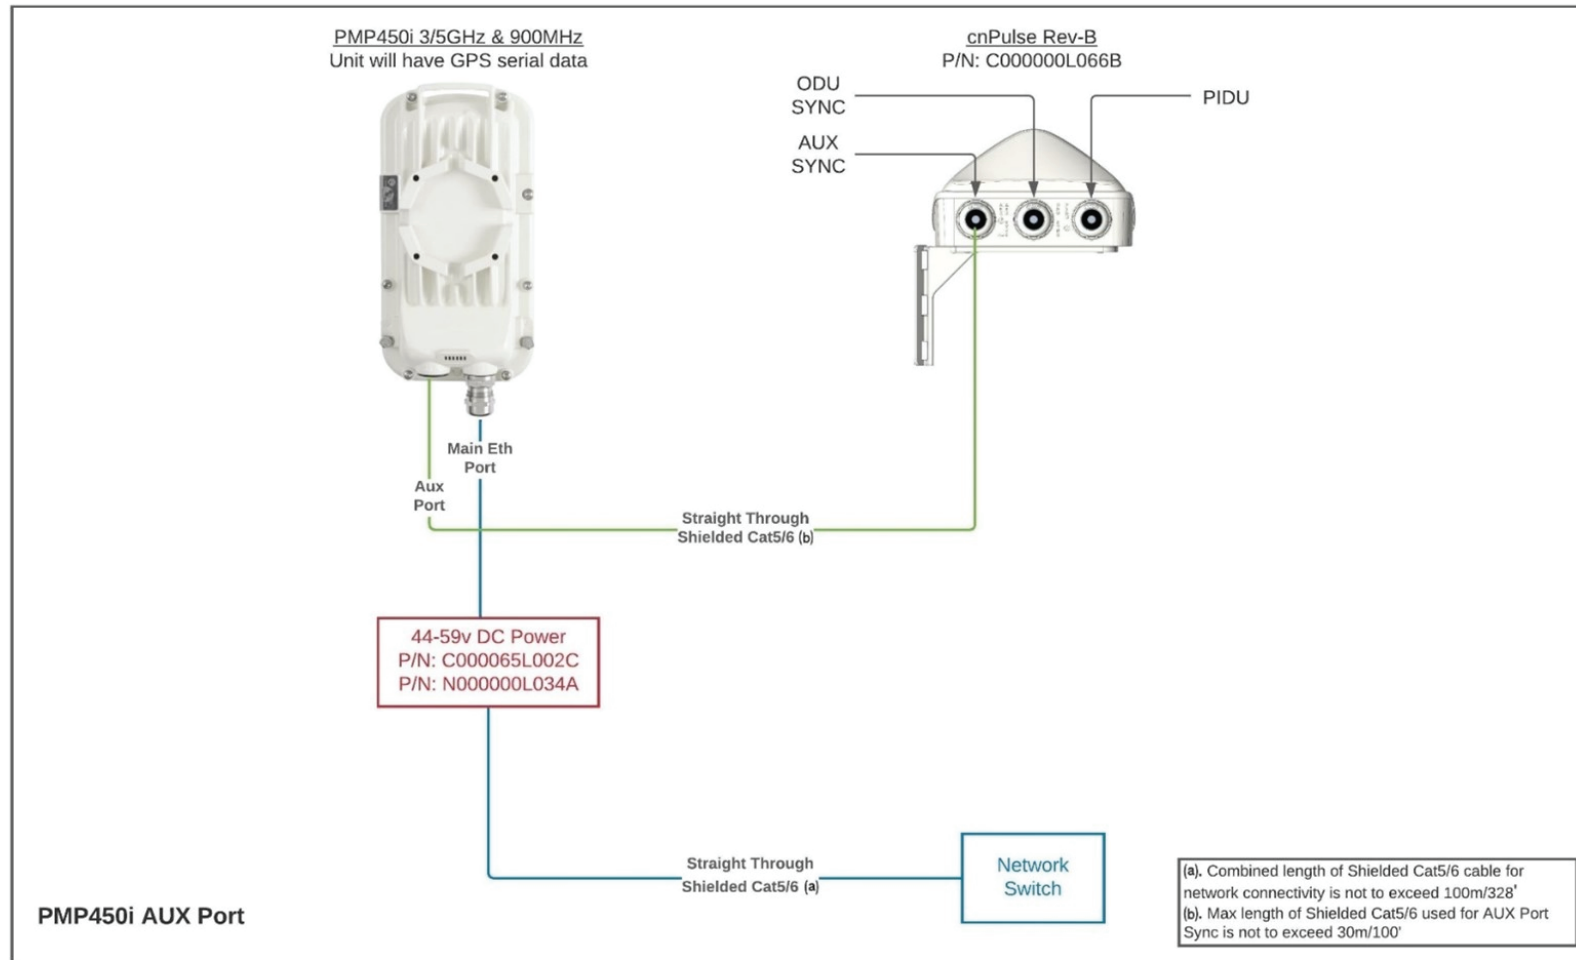 PMP450i 3/5GHz & 900MHz
Unit will have GPS serial data
cnPulse Rev-B
P/N: C000000L066B
ODU
SYNC
AUX
SYNC
PIDU
Main Eth
Port
Aux
Port
Straight Through
Shielded Cat5/6 (b)
44-59v DC Power
P/N: C000065L002C
P/N: N000000L034A
Straight Through
Shielded Cat5/6 (a)
Network
Switch
PMP450i AUX Port
(a). Combined length of Shielded Cat5/6 cable for
network connectivity is not to exceed 100m/328'
(b). Max length of Shielded Cat5/6 used for AUX Port
Sync is not to exceed 30m/100'